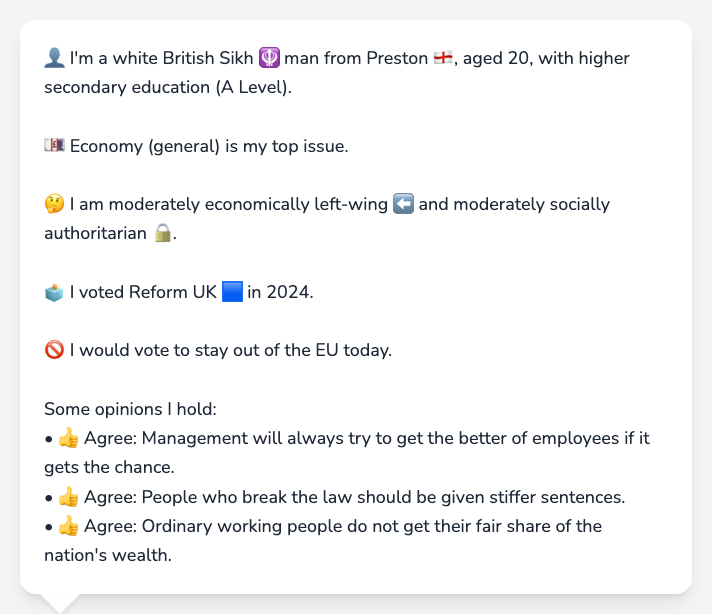 👤 I'm a white British Sikh 🪯 man from Preston 🏴󠁧󠁢󠁥󠁮󠁧󠁿, aged 20, with higher
secondary education (A Level).
💷 Economy (general) is my top issue.
🤔 I am moderately economically left-wing ⬅️ and moderately socially
authoritarian 🔒.
🗳️ I voted Reform UK 🟦 in 2024.
🚫 I would vote to stay out of the EU today.
Some opinions I hold:
• 👍 Agree: Management will always try to get the better of employees if it
gets the chance.
• 👍 Agree: People who break the law should be given stiffer sentences.
• 👍 Agree: Ordinary working people do not get their fair share of the
nation's wealth.